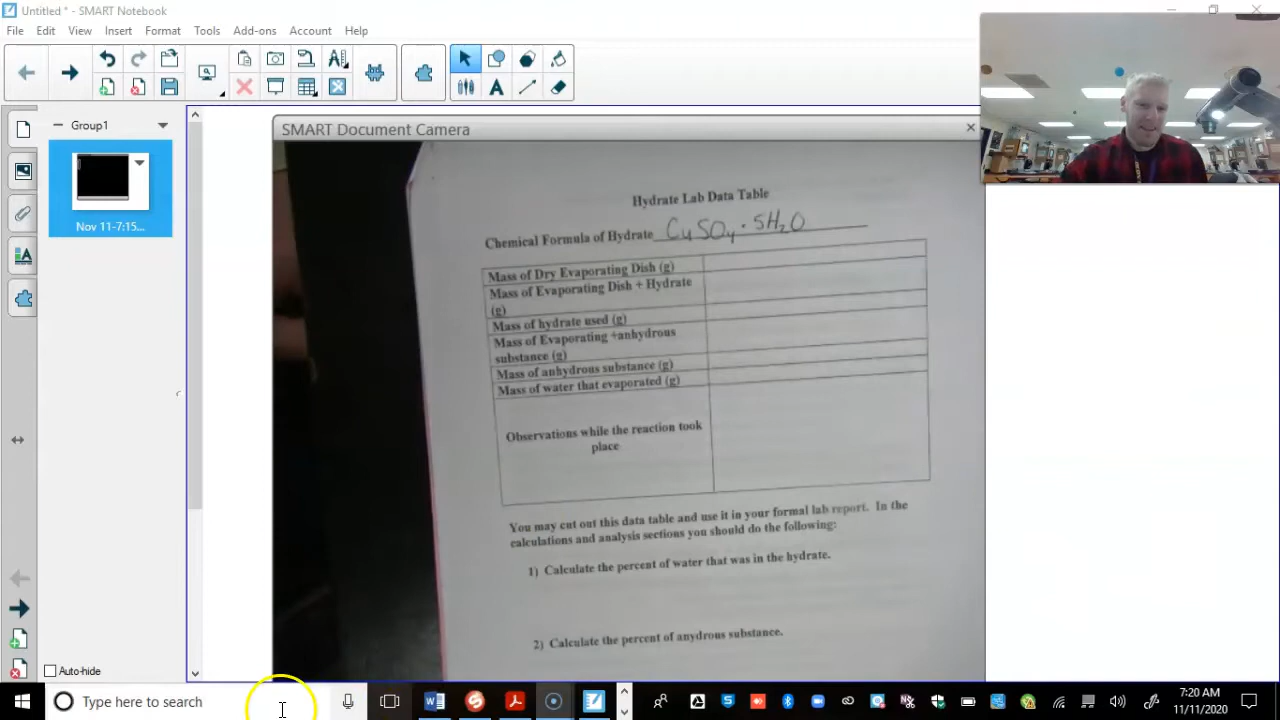 Untitled * - SMART Notebook
File Edit View Insert Format Tools Add-ons Account Help
Group1
Nov 11-7:15...
SMART Document Camera
Hydrate Lab Data Table
Chemical Formula of Hydrate CuSO4 · 5H2O
Mass of Dry Evaporating Dish (g)
Mass of Evaporating Dish + Hydrate
(g)
Mass of hydrate used (g)
Mass of Evaporating +anhydrous
substance (g)
Mass of anhydrous substance (g)
Mass of water that evaporated (g)
Observations while the reaction took
place
You may cut out this data table and use it in your formal lab report. In the
calculations and analysis sections you should do the following:
1) Calculate the percent of water that was in the hydrate.
2) Calculate the percent of anydrous substance.
Auto-hide
Type here to search
7:20 AM
11/11/2020